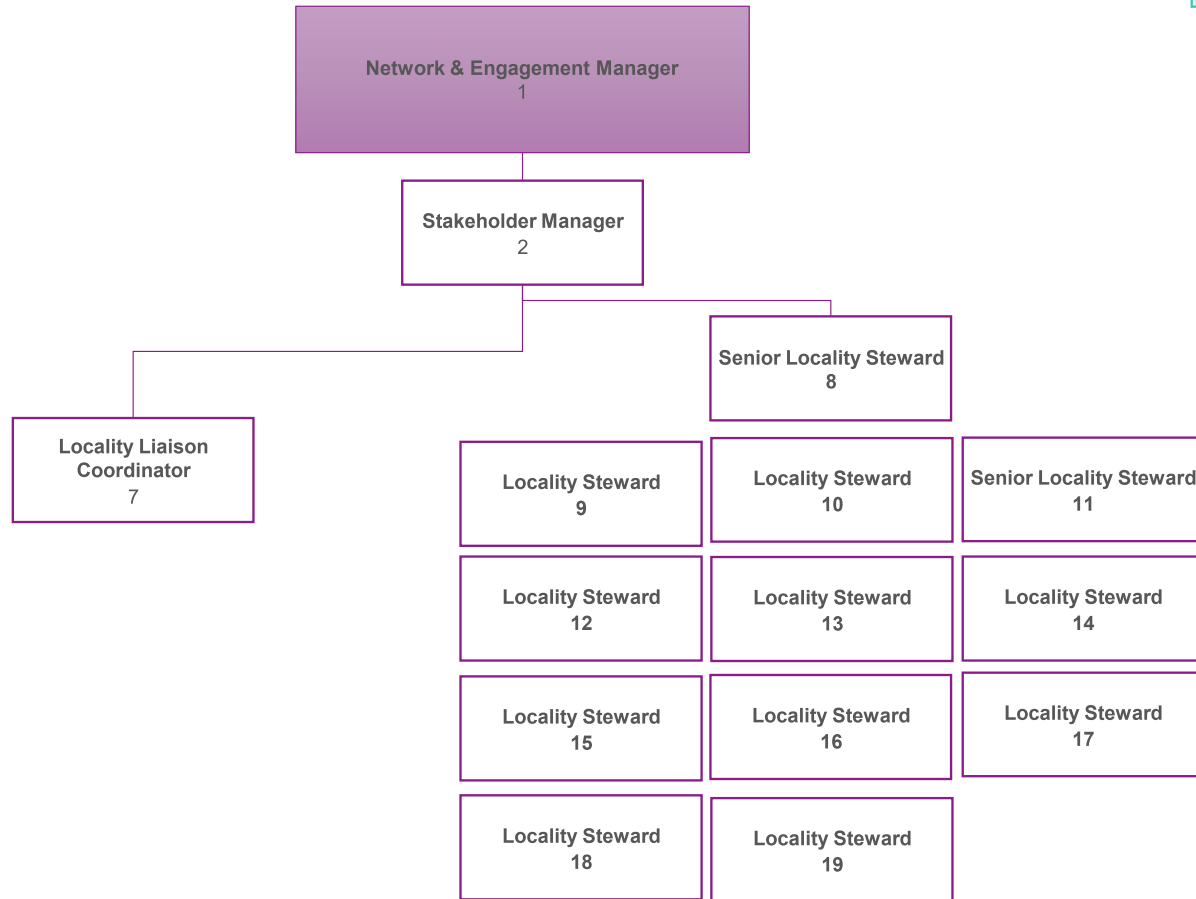 Network & Engagement Manager
1
Stakeholder Manager
2
Senior Locality Steward
8
Locality Liaison
Coordinator
7
Locality Steward
9
Locality Steward
10
Senior Locality Steward
11
Locality Steward
12
Locality Steward
13
Locality Steward
14
Locality Steward
15
Locality Steward
16
Locality Steward
17
Locality Steward
18
Locality Steward
19